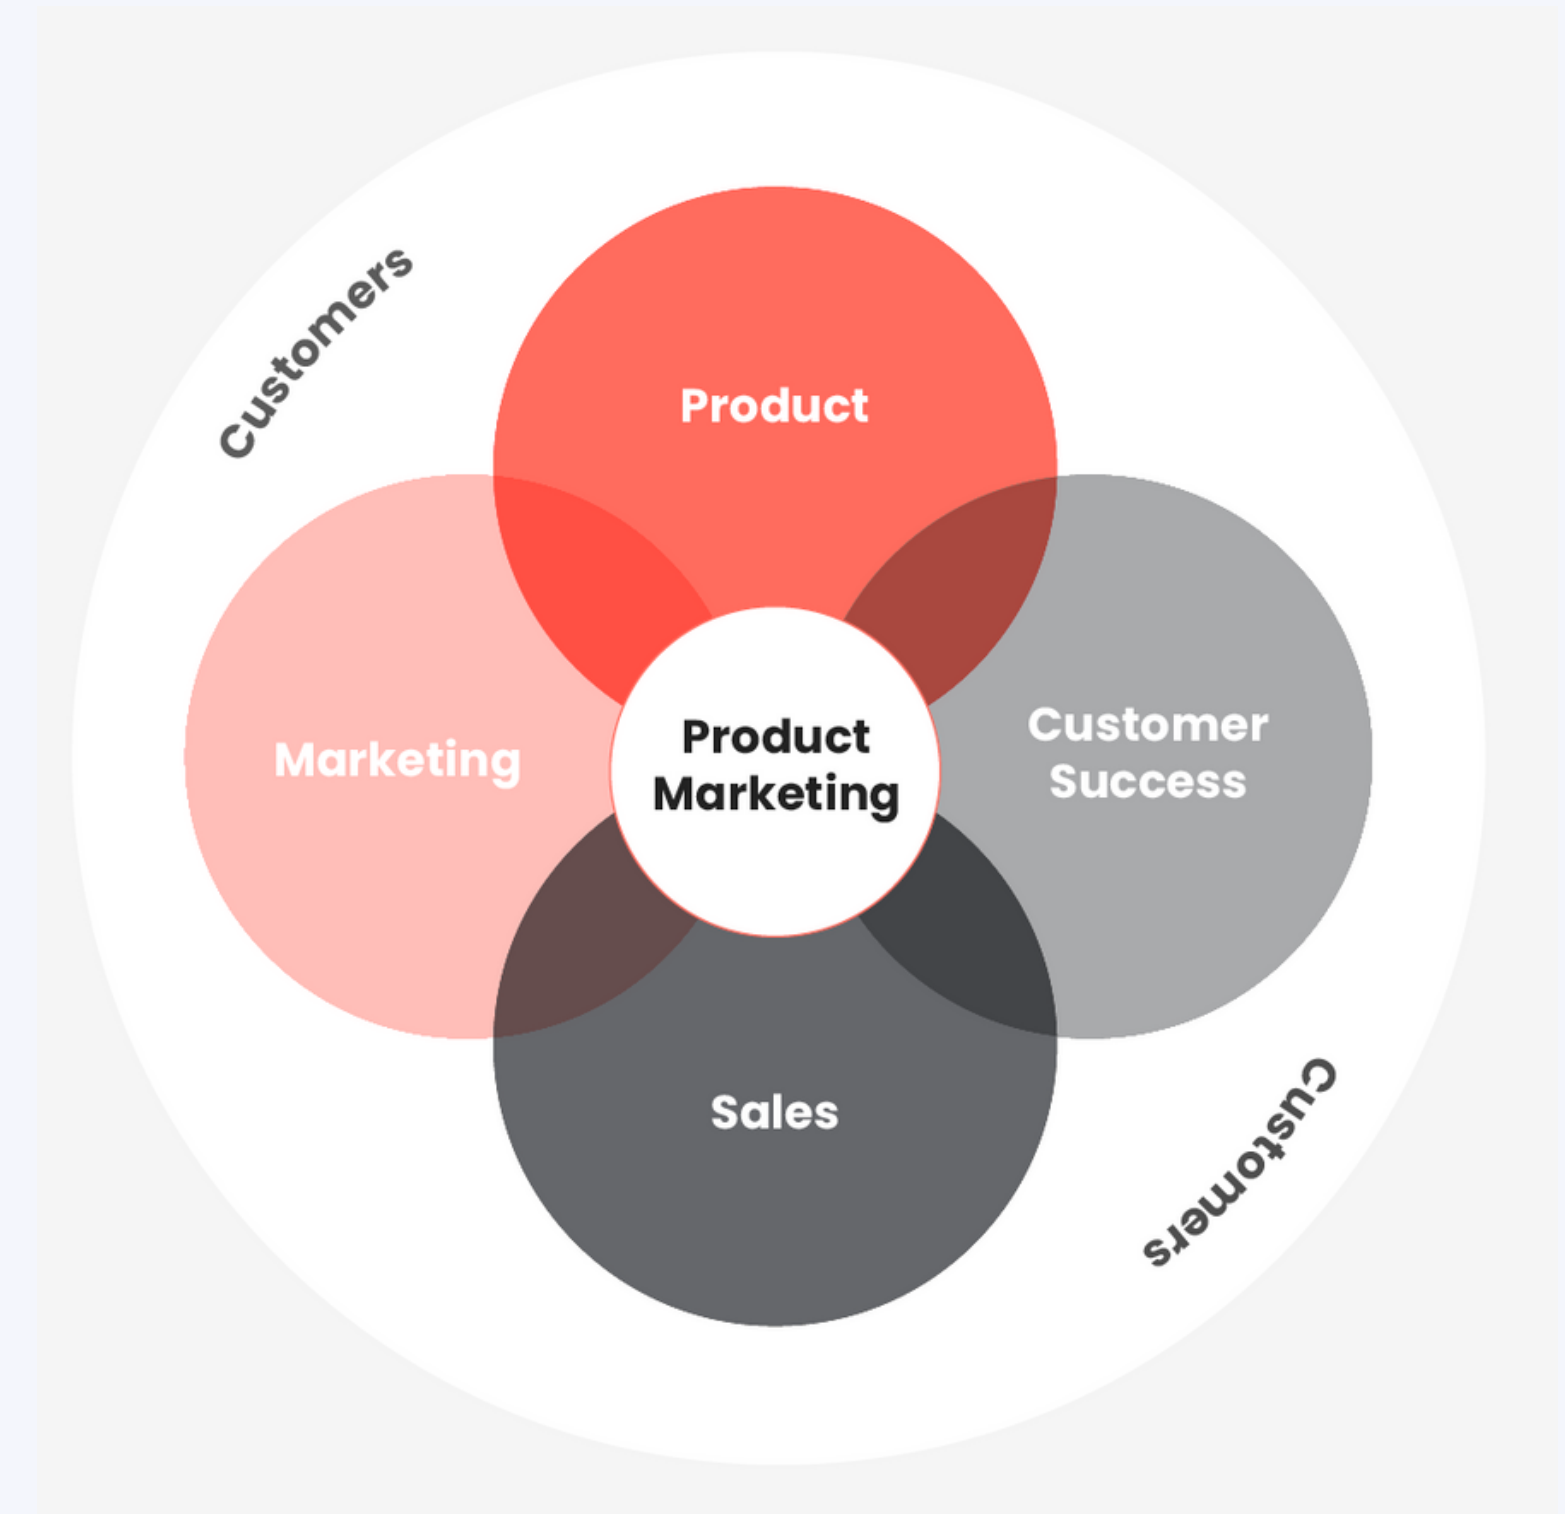 Customers
Product
Marketing
Product
Marketing
Customer
Success
Sales
Customers